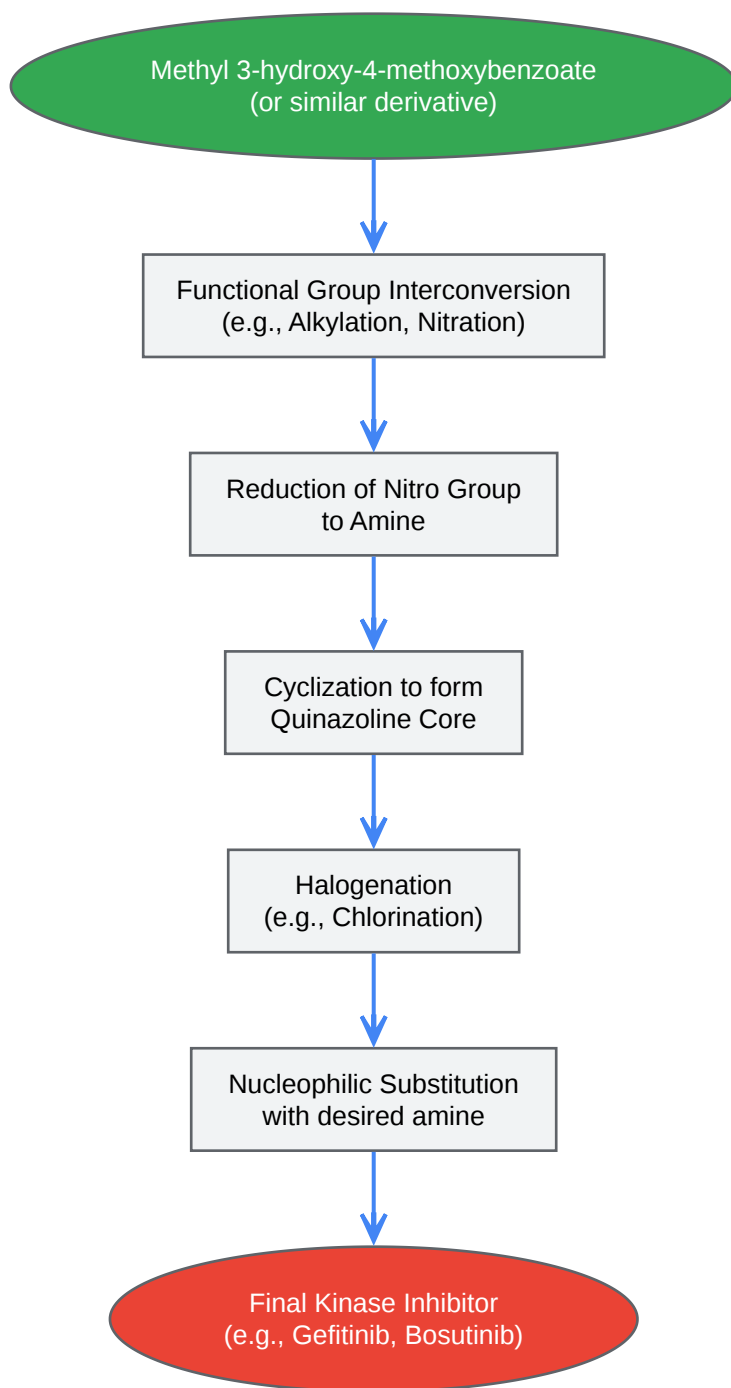 Methyl 3-hydroxy-4-methoxybenzoate
(or similar derivative)
Functional Group Interconversion
(e.g., Alkylation, Nitration)
Reduction of Nitro Group
to Amine
Cyclization to form
Quinazoline Core
Halogenation
(e.g., Chlorination)
Nucleophilic Substitution
with desired amine
Final Kinase Inhibitor
(e.g., Gefitinib, Bosutinib)